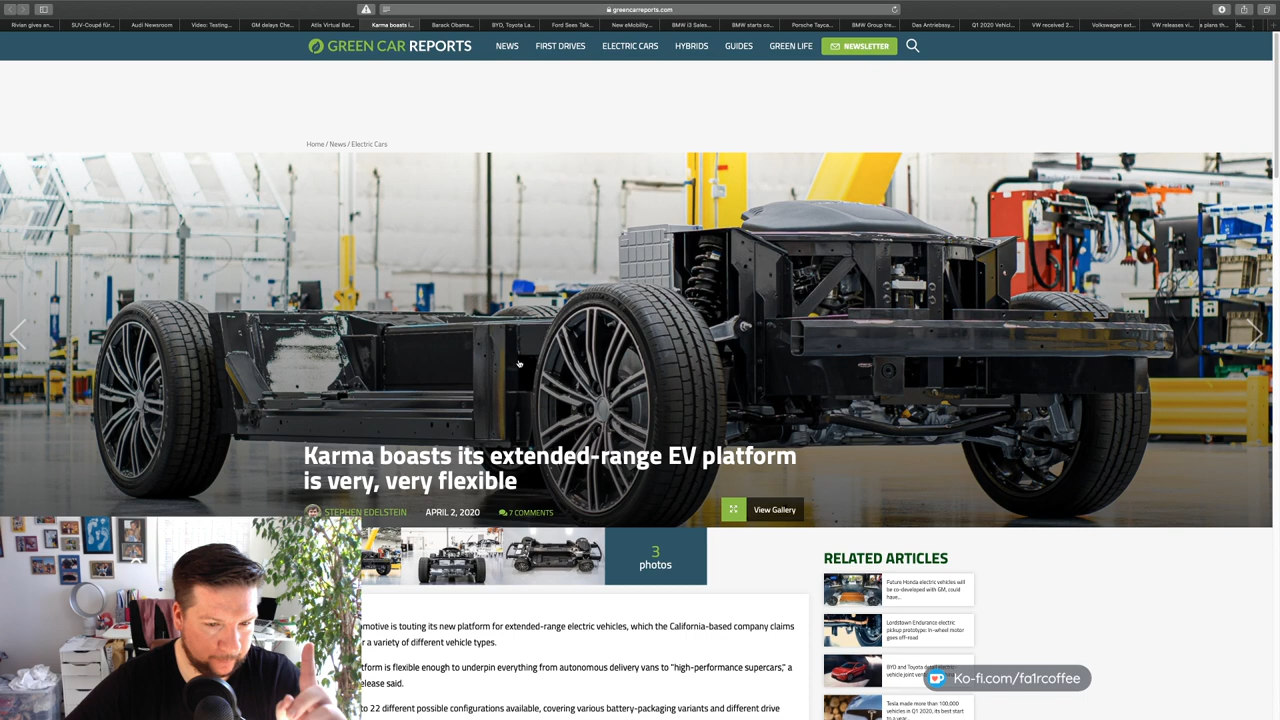 greencarreports.com
Rivian gives an...
SUV-Coupé für...
Audi Newsroom
Video: Testing...
GM delays Che...
Atlis Virtual Bat...
Karma boasts i...
Barack Obama...
BYD, Toyota La...
Ford Sees Talk...
New eMobility...
BMW i3 Sales...
BMW starts co...
Porsche Tayca...
BMW Group tre...
Das Antriebssy...
Q1 2020 Vehicl...
VW received 2...
Volkswagen ext...
VW releases vi...
a plans th...
do...
GREEN CAR REPORTS
NEWS
FIRST DRIVES
ELECTRIC CARS
HYBRIDS
GUIDES
GREEN LIFE
NEWSLETTER
Home / News / Electric Cars
Karma boasts its extended-range EV platform
is very, very flexible
STEPHEN EDELSTEIN
APRIL 2, 2020
7 COMMENTS
View Gallery
3
photos
motive is touting its new platform for extended-range electric vehicles, which the California-based company claims
r a variety of different vehicle types.
tform is flexible enough to underpin everything from autonomous delivery vans to "high-performance supercars," a
elease said.
to 22 different possible configurations available, covering various battery-packaging variants and different drive
RELATED ARTICLES
Future Honda electric vehicles will
be co-developed with GM, could
have...
Lordstown Endurance electric
pickup prototype: In-wheel motor
goes off-road
BYD and Toyota
vehicle joint
Tesla made more than 100,000
vehicles in Q1 2020, its best start
to a year...
Ko-fi.com/fa1rcoffee